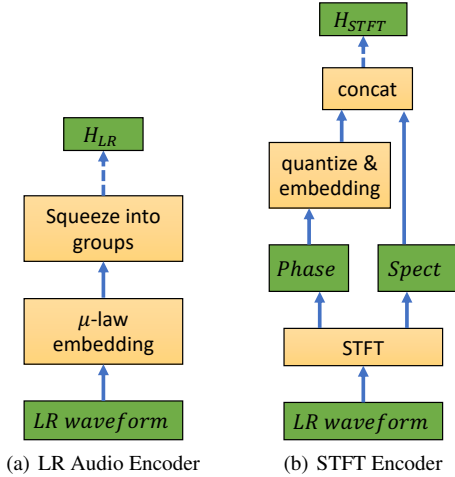 H_LR
Squeeze into
groups
μ-law
embedding
LR waveform
(a) LR Audio Encoder
H_STFT
concat
quantize &
embedding
Phase
Spect
STFT
LR waveform
(b) STFT Encoder